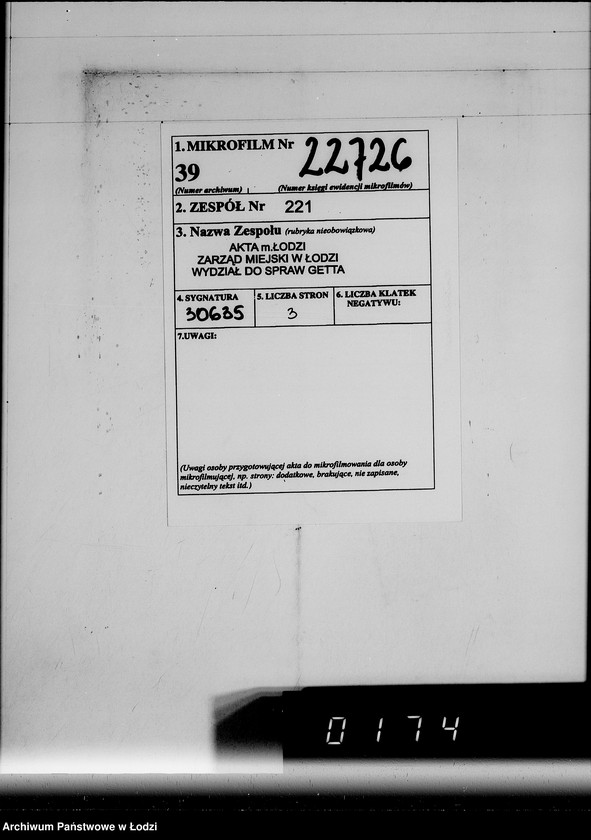 1. MIKROFILM Nr 22726
39
(Numer archiwum) (Numer księgi ewidencji mikrofilmów)
2. ZESPÓŁ Nr 221
3. Nazwa Zespołu (rubryka nieobowiązkowa)
AKTA m.ŁODZI
ZARZĄD MIEJSKI W ŁODZI
WYDZIAŁ DO SPRAW GETTA
4. SYGNATURA 5. LICZBA STRON 6. LICZBA KLATEK
NEGATYWU:
30635 3
7.UWAGI:
(Uwagi osoby przygotowującej akta do mikrofilmowania dla osoby
mikrofilmującej, np. strony: dodatkowe, brakujące, nie zapisane,
nieczytelny tekst itd.)
0174
Archiwum Państwowe w Łodzi